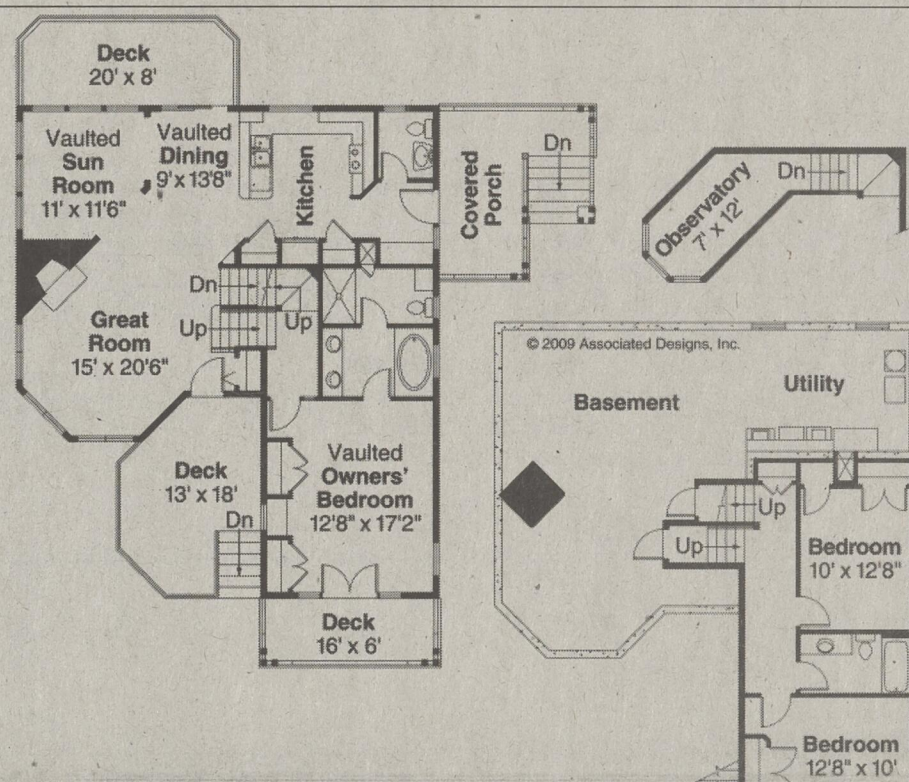 Deck
20' x 8'
Vaulted
Sun
Room
11' x 11'6"
Vaulted
Dining
9' x 13'8"
Kitchen
Covered
Porch
Dn
Observatory
7' x 12'
Dn
Dn
Up
Up
Great
Room
15' x 20'6"
Deck
13' x 18'
Dn
Vaulted
Owners'
Bedroom
12'8" x 17'2"
Deck
16' x 6'
© 2009 Associated Designs, Inc.
Basement
Utility
Up
Up
Bedroom
10' x 12'8"
Bedroom
12'8" x 10'